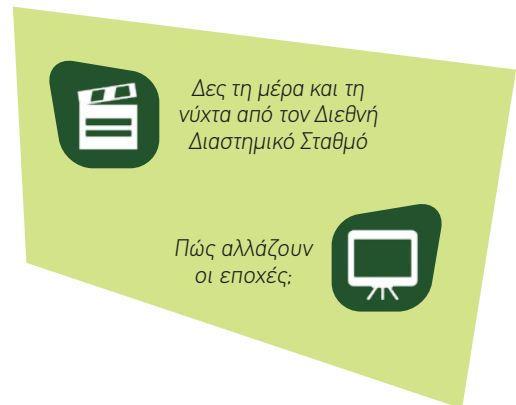 Δες τη μέρα και τη
νύχτα από τον Διεθνή
Διαστημικό Σταθμό
Πώς αλλάζουν
οι εποχές;